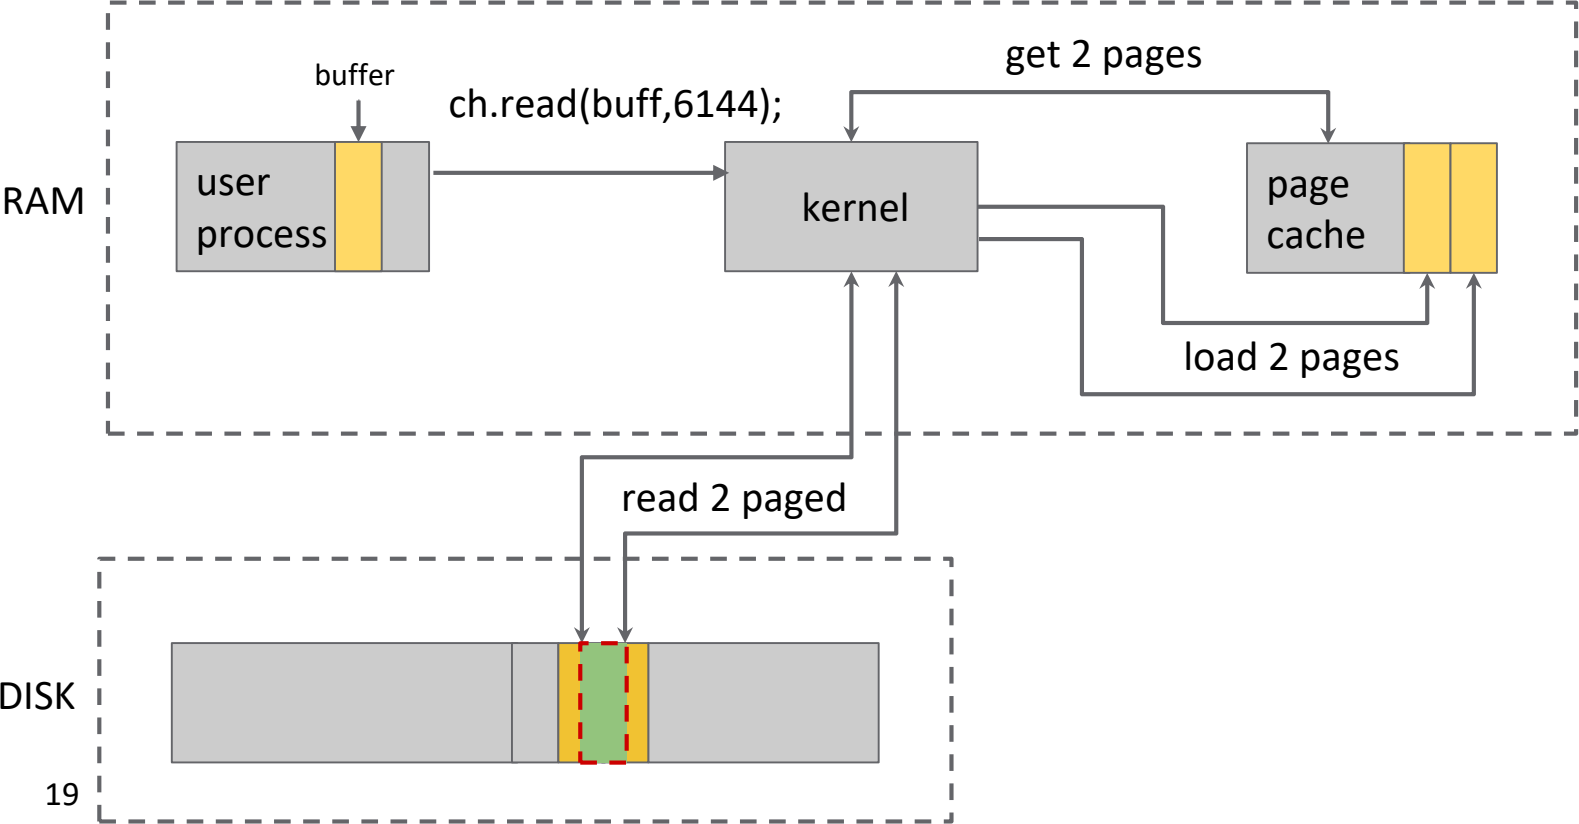 get 2 pages
buffer
ch.read(buff,6144);
RAM
user
process
kernel
page
cache
load 2 pages
read 2 paged
DISK
19